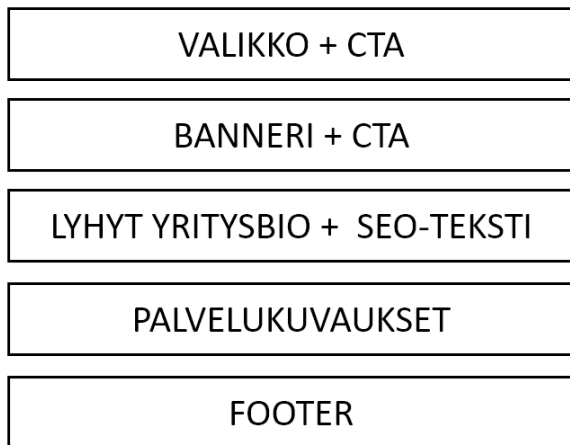 VALIKKO + CTA
BANNERI + CTA
LYHYT YRITYSBIO + SEO-TEKSTI
PALVELUKUVAUKSET
FOOTER